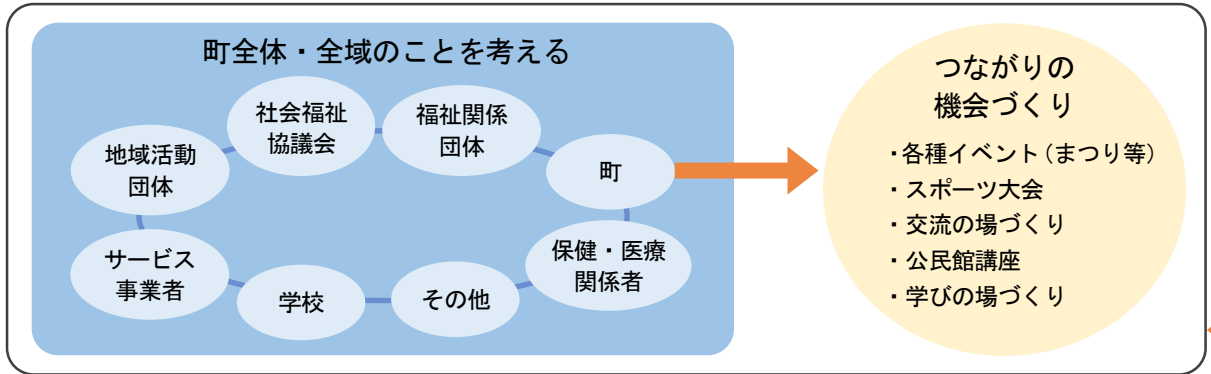 町全体・全域のことを考える
社会福祉
協議会
福祉関係
団体
地域活動
団体
町
サービス
事業者
学校
その他
保健・医療
関係者
つながりの
機会づくり
・各種イベント（まつり等）
・スポーツ大会
・交流の場づくり
・公民館講座
・学びの場づくり